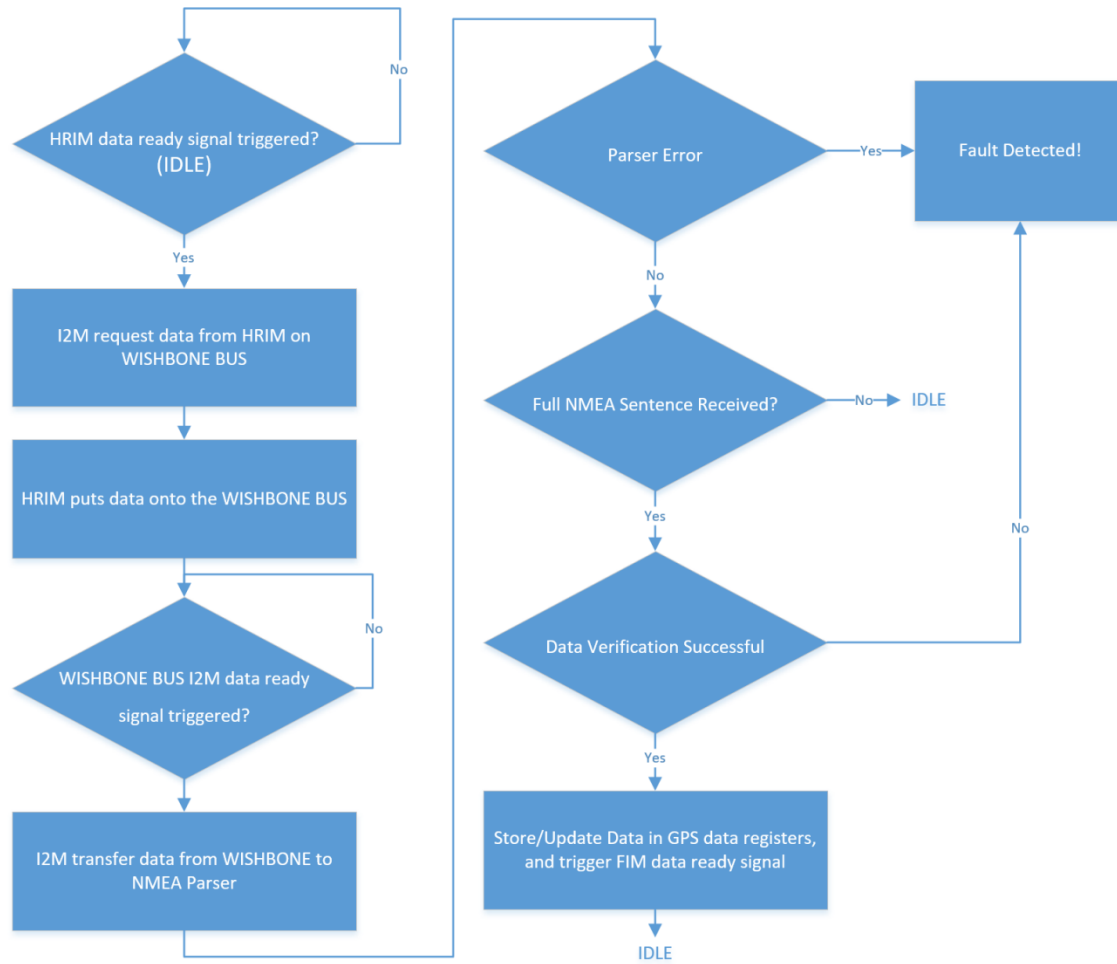 No
HRIM data ready signal triggered?
(IDLE)
Yes
I2M request data from HRIM on
WISHBONE BUS
HRIM puts data onto the WISHBONE BUS
No
WISHBONE BUS I2M data ready
signal triggered?
I2M transfer data from WISHBONE to
NMEA Parser
No
Parser Error
Yes
Fault Detected!
Full NMEA Sentence Received?
No
IDLE
Yes
No
Data Verification Successful
Yes
Store/Update Data in GPS data registers,
and trigger FIM data ready signal
IDLE